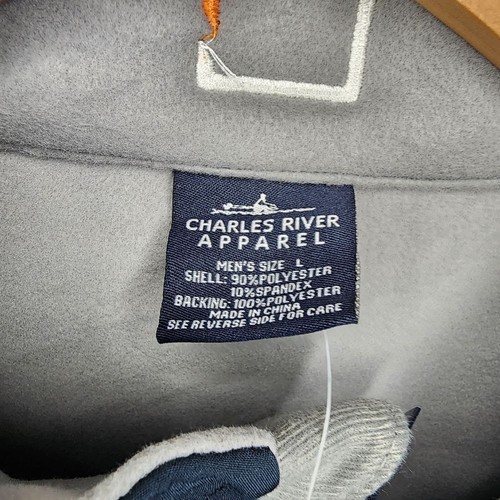 CHARLES RIVER
APPAREL
MEN'S SIZE L
SHELL: 90%POLYESTER
10%SPANDEX
BACKING: 100%POLYESTER
MADE IN CHINA
SEE REVERSE SIDE FOR CARE